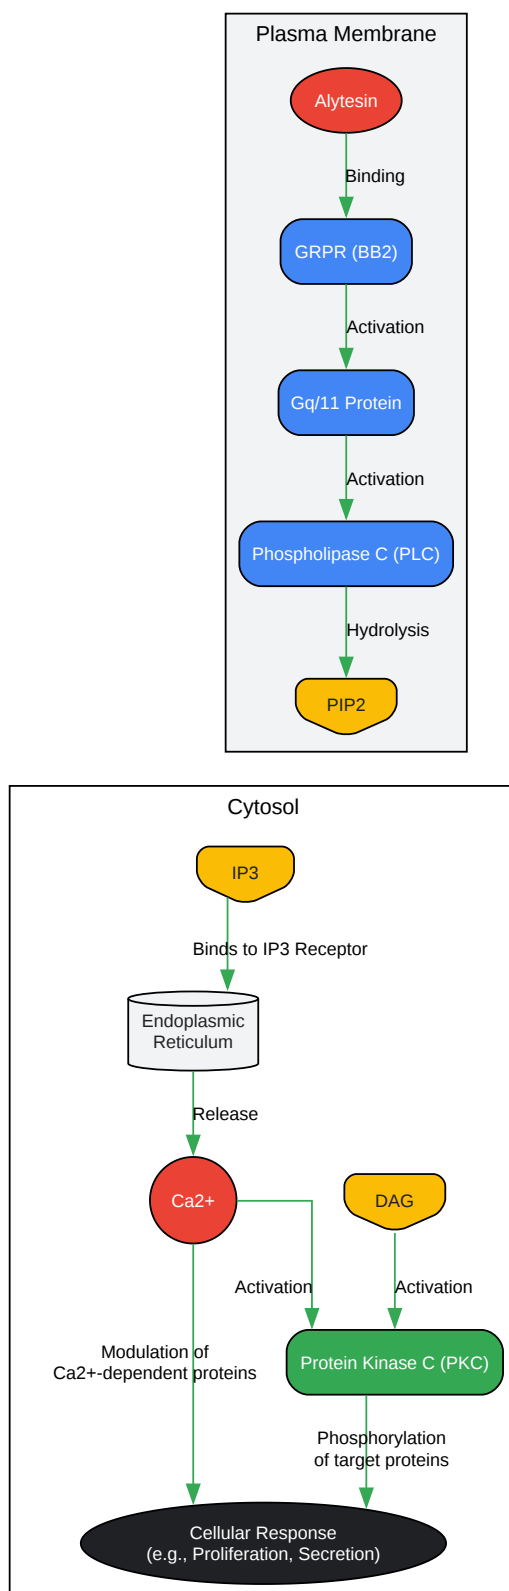 Plasma Membrane
Alytesin
Binding
GRPR (BB2)
Activation
Gq/11 Protein
Activation
Phospholipase C (PLC)
Hydrolysis
PIP2
Cytosol
IP3
Binds to IP3 Receptor
Endoplasmic
Reticulum
Release
Ca2+
DAG
Activation
Activation
Modulation of
Ca2+-dependent proteins
Protein Kinase C (PKC)
Phosphorylation
of target proteins
Cellular Response
(e.g., Proliferation, Secretion)